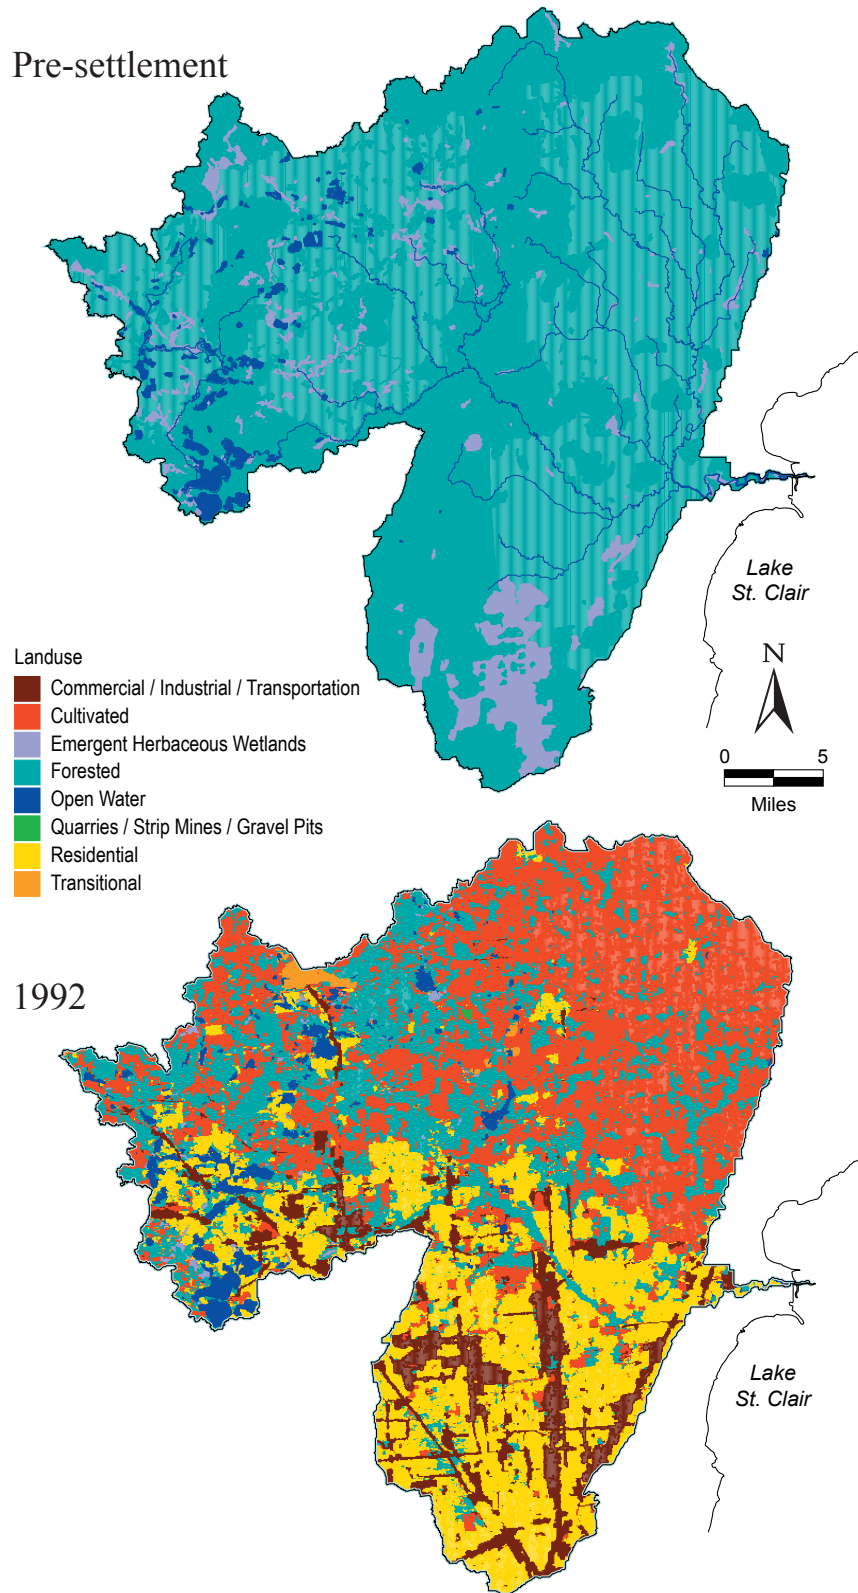 Pre-settlement
Lake
St. Clair
N
0 5
Miles
Landuse
Commercial / Industrial / Transportation
Cultivated
Emergent Herbaceous Wetlands
Forested
Open Water
Quarries / Strip Mines / Gravel Pits
Residential
Transitional
1992
Lake
St. Clair